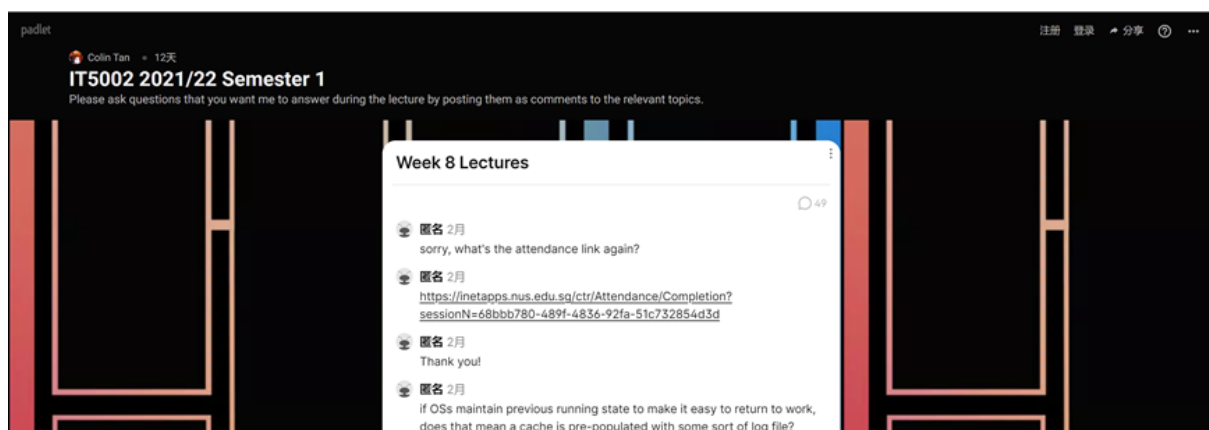 padlet
注册 登录 分享
Colin Tan • 12天
IT5002 2021/22 Semester 1
Please ask questions that you want me to answer during the lecture by posting them as comments to the relevant topics.
Week 8 Lectures
49
匿名 2月
sorry, what's the attendance link again?
匿名 2月
https://inetapps.nus.edu.sg/ctr/Attendance/Completion?
sessionN=68bbb780-489f-4836-92fa-51c732854d3d
匿名 2月
Thank you!
匿名 2月
if OSs maintain previous running state to make it easy to return to work,
does that mean a cache is pre-populated with some sort of log file?